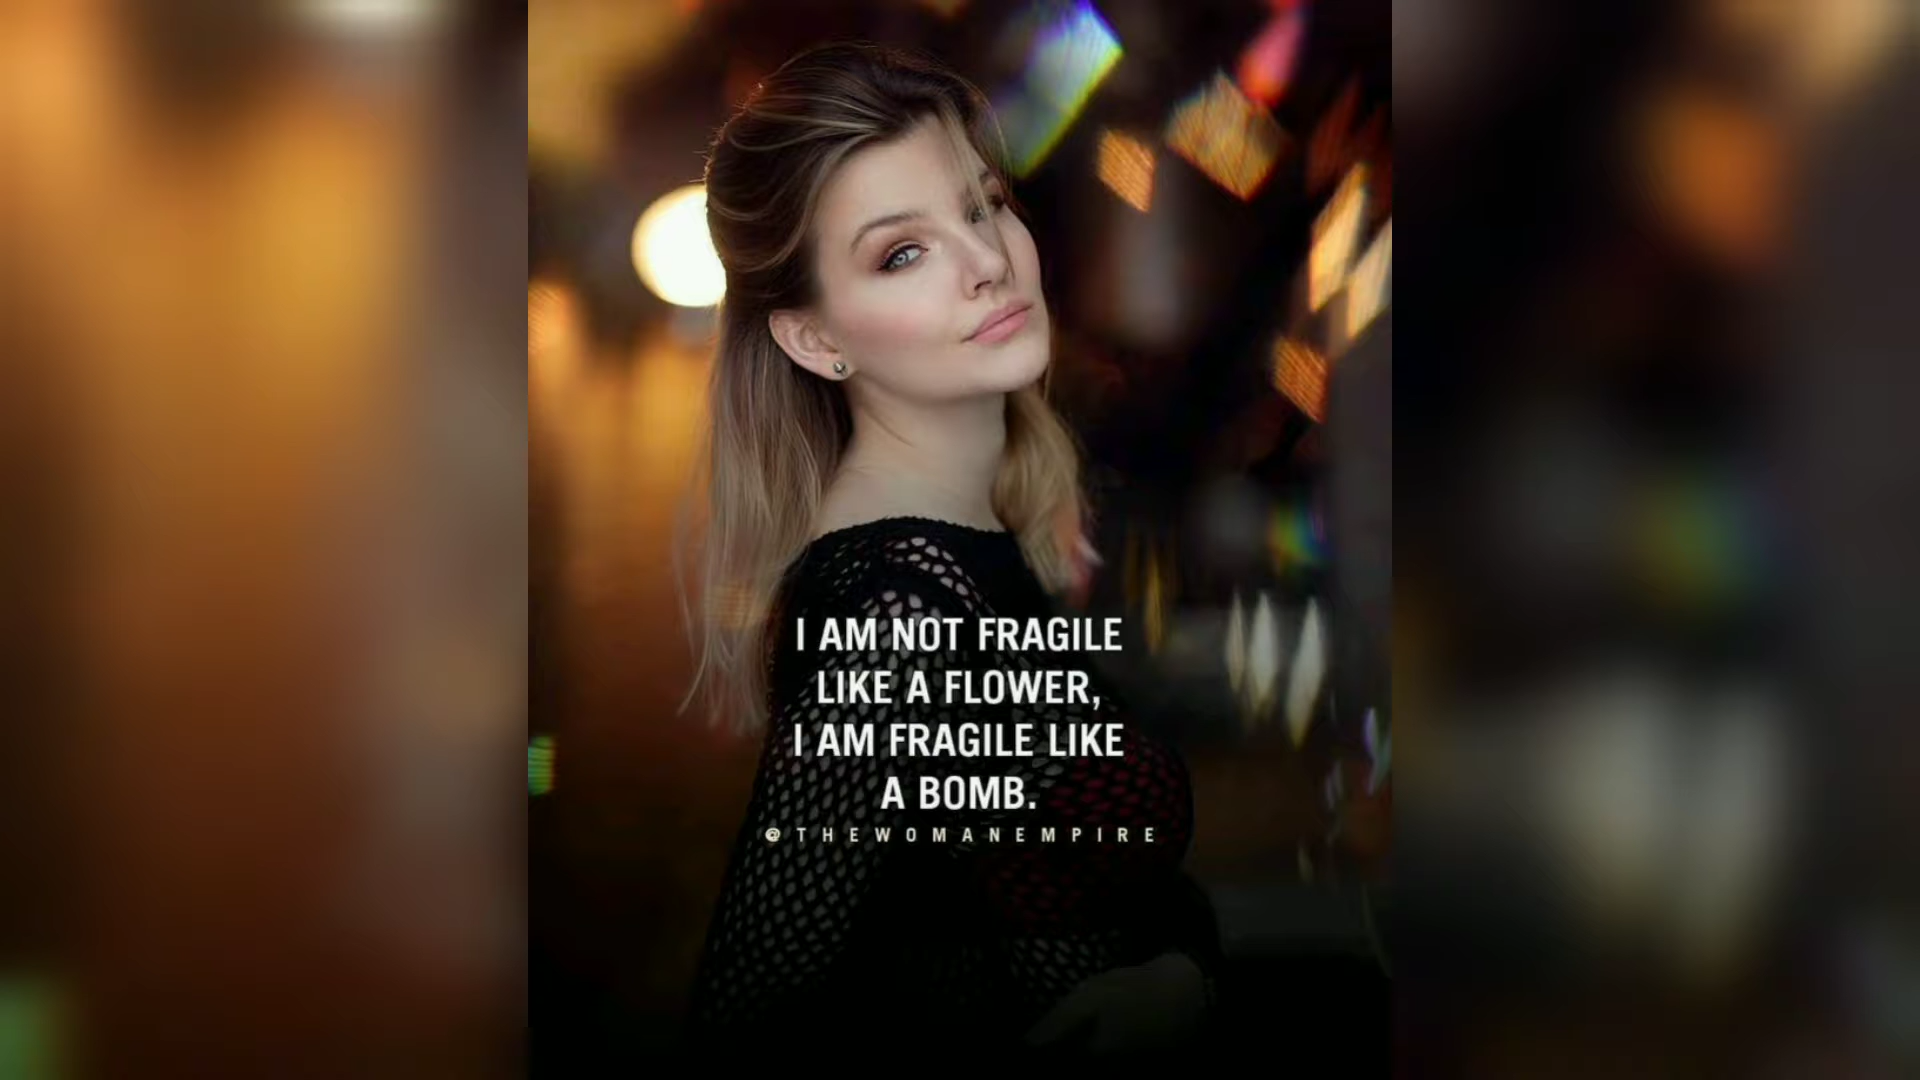 I AM NOT FRAGILE
LIKE A FLOWER,
I AM FRAGILE LIKE
A BOMB.
@THEWOMANEMPIRE